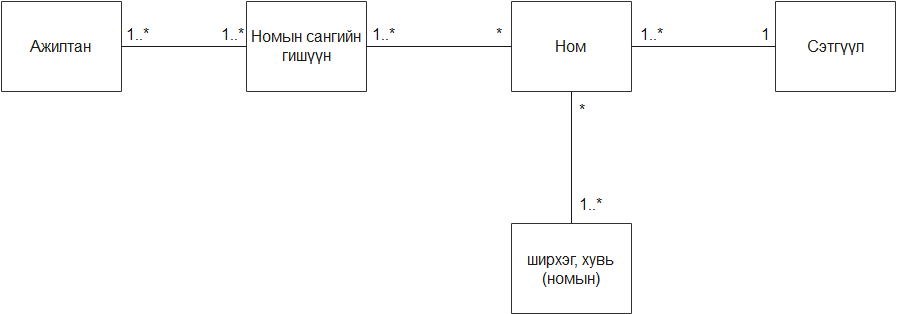 Ажилтан
1..*
1..*
Номын сангийн
гишүүн
1..*
*
Ном
1..*
1
Сэтгүүл
*
1..*
ширхэг, хувь
(номын)